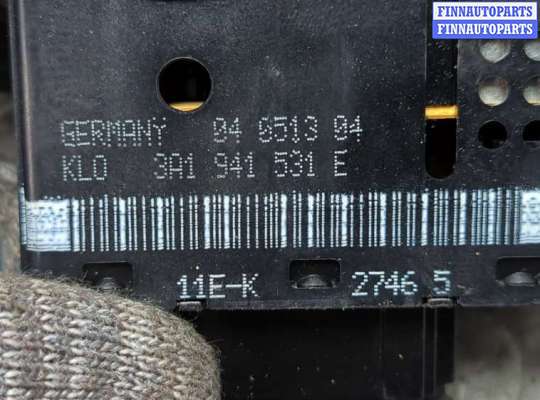 FINNAUTOPARTS
FINNAUTOPARTS
GERMANY 04 0513 04
KLO 3A1 941 531 E
11E-K 2746 5